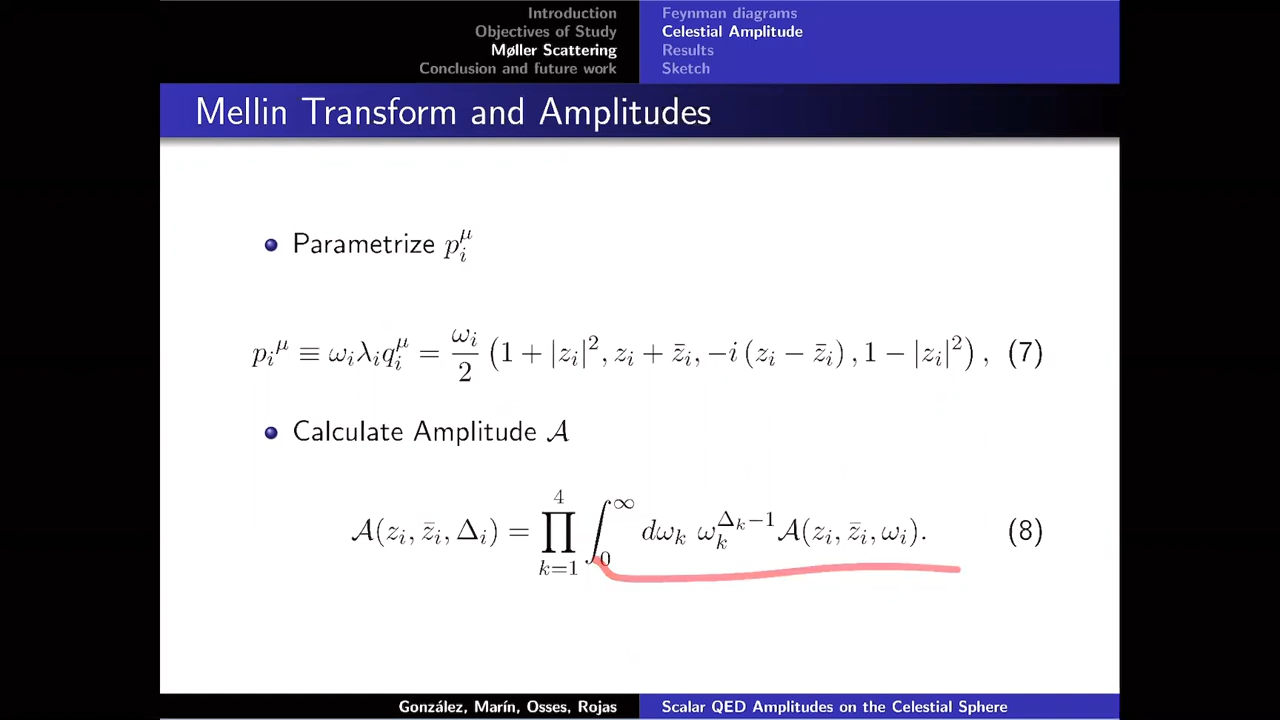 Introduction
Objectives of Study
Møller Scattering
Conclusion and future work
Feynman diagrams
Celestial Amplitude
Results
Sketch
Mellin Transform and Amplitudes
Parametrize p_i^μ
p_i^μ ≡ ω_i λ_i q_i^μ = ω_i/2 (1 + |z_i|^2, z_i + z̄_i, −i (z_i − z̄_i), 1 − |z_i|^2), (7)
Calculate Amplitude 𝒜
𝒜(z_i, z̄_i, Δ_i) = ∏_{k=1}^{4} ∫_0^∞ dω_k ω_k^{Δ_k−1} 𝒜(z_i, z̄_i, ω_i). (8)
González, Marín, Osses, Rojas
Scalar QED Amplitudes on the Celestial Sphere